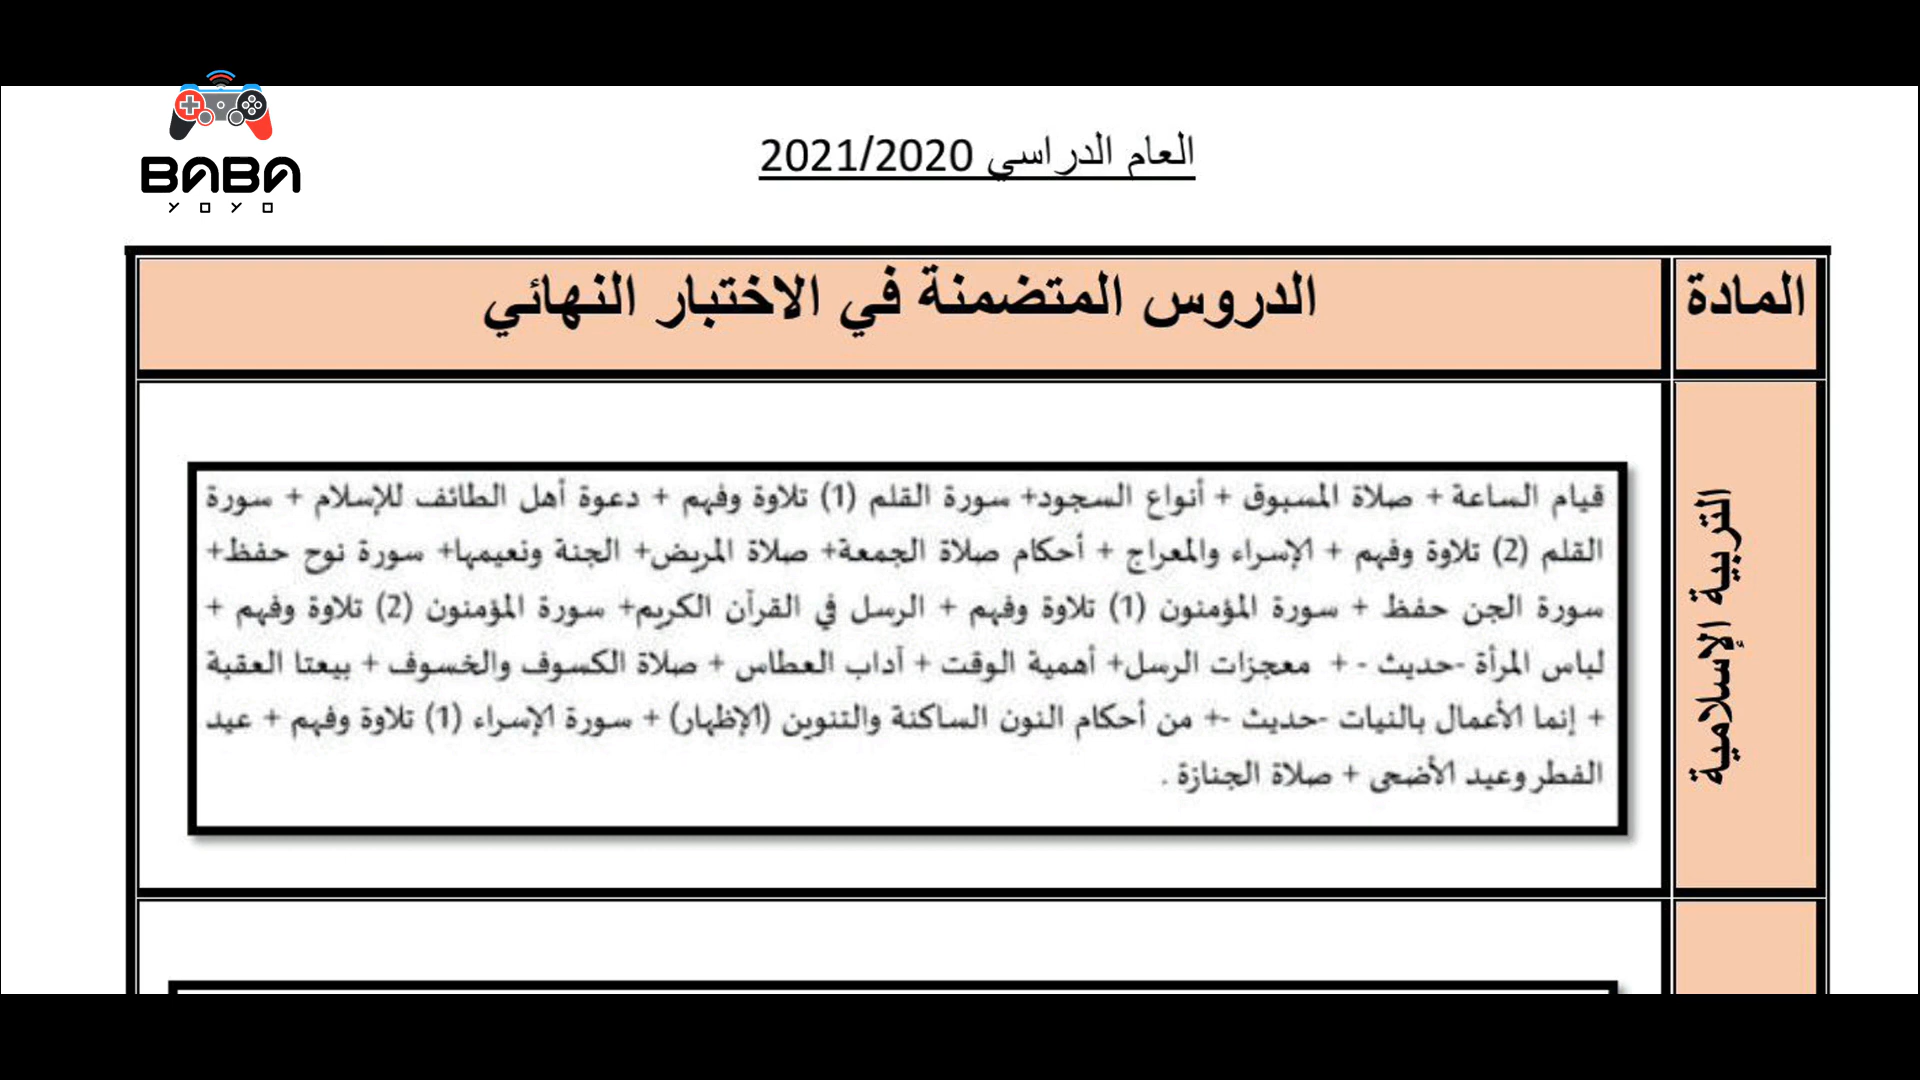 BABA
YOYO
العام الدراسي 2021/2020
المادة
الدروس المتضمنة في الاختبار النهائي
التربية الإسلامية
قيام الساعة + صلاة المسبوق + أنواع السجود+ سورة القلم (1) تلاوة وفهم + دعوة أهل الطائف للإسلام + سورة
القلم (2) تلاوة وفهم + الإسراء والمعراج + أحكام صلاة الجمعة+ صلاة المريض+ الجنة ونعيمها+ سورة نوح حفظ+
سورة الجن حفظ + سورة المؤمنون (1) تلاوة وفهم + الرسل في القرآن الكريم+ سورة المؤمنون (2) تلاوة وفهم +
لباس المرأة -حديث - + معجزات الرسل+ أهمية الوقت + آداب العطاس + صلاة الكسوف والخسوف + بيعتا العقبة
+ إنما الأعمال بالنيات -حديث -+ من أحكام النون الساكنة والتنوين (الإظهار) + سورة الإسراء (1) تلاوة وفهم + عيد
الفطر وعيد الأضحى + صلاة الجنازة .